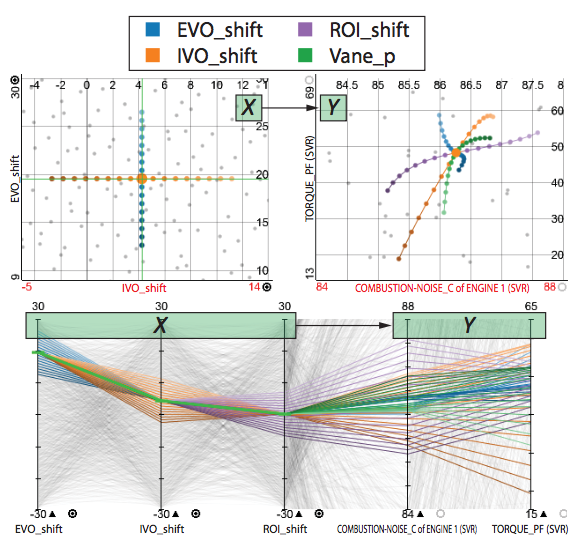 EVO_shift ROI_shift
IVO_shift Vane_p
-4 -2 0 2 4 6 8 10 12
84.5 85 85.5 86 86.5 87 87.5 8
30
25
20
15
10
9
EVO_shift
X
Y
69
60
50
40
30
20
13
TORQUE_PF (SVR)
-5 IVO_shift 14
84 COMBUSTION-NOISE_C of ENGINE 1 (SVR) 88
30 30 30 88 65
X Y
-30 -30 -30 84 15
EVO_shift IVO_shift ROI_shift COMBUSTION-NOISE_C of ENGINE 1 (SVR) TORQUE_PF (SVR)